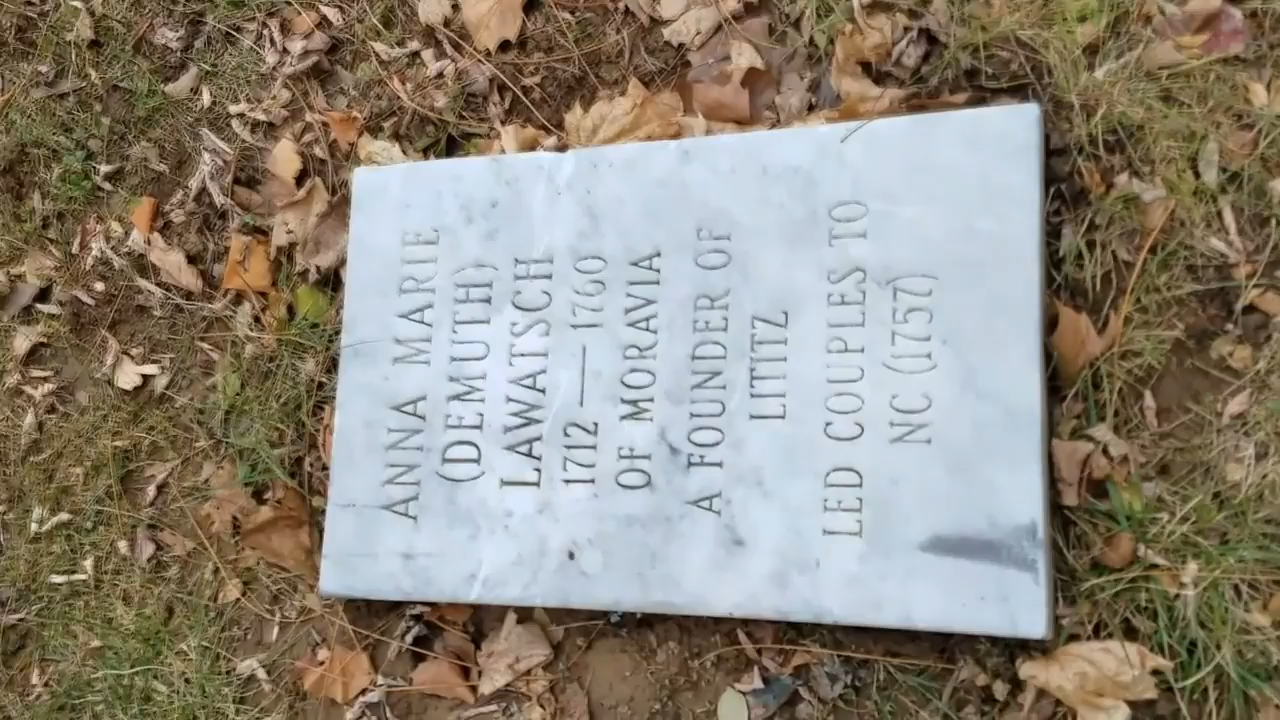 ANNA MARIE
(DEMUTH)
LAWATSCH
1712 — 1760
OF MORAVIA
A FOUNDER OF
LITITZ
LED COUPLES TO
NC (1757)